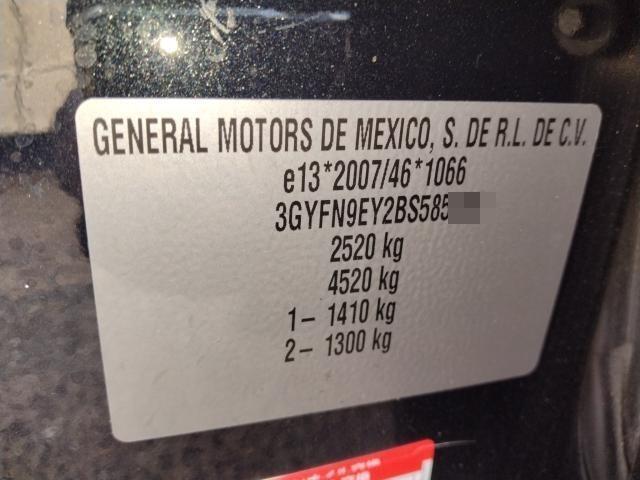 GENERAL MOTORS DE MEXICO, S. DE R.L. DE C.V.
e13*2007/46*1066
3GYFN9EY2BS585
2520 kg
4520 kg
1- 1410 kg
2- 1300 kg